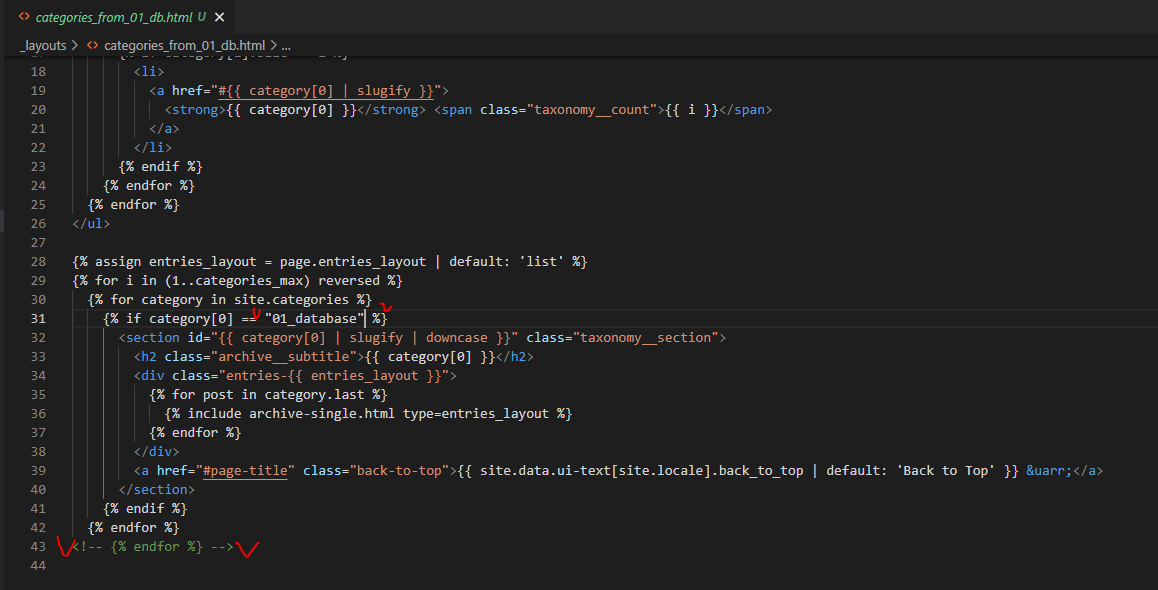 categories_from_01_db.html U ×
_layouts > categories_from_01_db.html > ...
18 <li>
19 <a href="#{{ category[0] | slugify }}">
20 <strong>{{ category[0] }}</strong> <span class="taxonomy__count">{{ i }}</span>
21 </a>
22 </li>
23 {% endif %}
24 {% endfor %}
25 {% endfor %}
26 </ul>
27
28 {% assign entries_layout = page.entries_layout | default: 'list' %}
29 {% for i in (1..categories_max) reversed %}
30 {% for category in site.categories %}
31 {% if category[0] == "01_database" %}
32 <section id="{{ category[0] | slugify | downcase }}" class="taxonomy__section">
33 <h2 class="archive__subtitle">{{ category[0] }}</h2>
34 <div class="entries-{{ entries_layout }}">
35 {% for post in category.last %}
36 {% include archive-single.html type=entries_layout %}
37 {% endfor %}
38 </div>
39 <a href="#page-title" class="back-to-top">{{ site.data.ui-text[site.locale].back_to_top | default: 'Back to Top' }} &uarr;</a>
40 </section>
41 {% endif %}
42 {% endfor %}
43 <!-- {% endfor %} -->
44